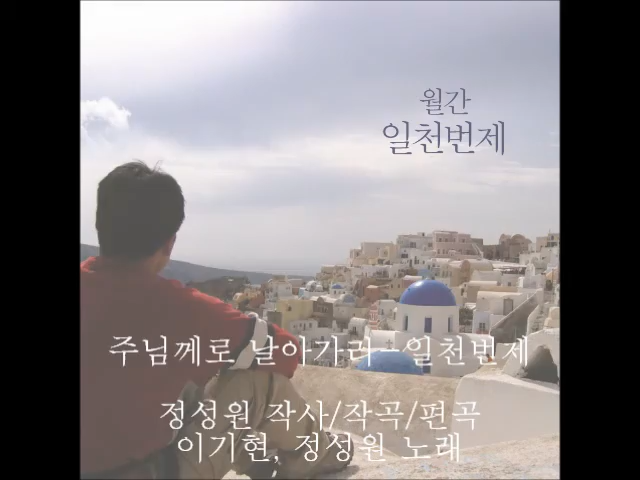 월간
일천번제
주님께로 날아가리 - 일천번제
정성원 작사/작곡/편곡
이기현, 정성원 노래